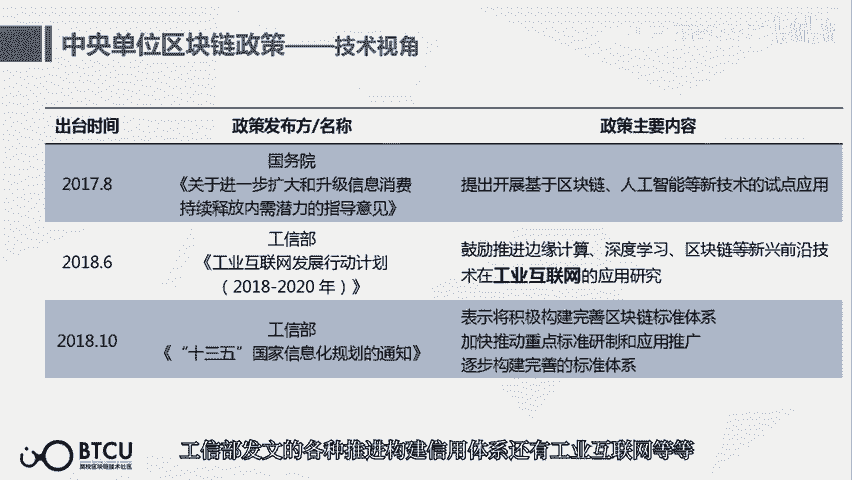 中央单位区块链政策——技术视角
出台时间 政策发布方/名称 政策主要内容
2017.8
国务院
《关于进一步扩大和升级信息消费
持续释放内需潜力的指导意见》
提出开展基于区块链、人工智能等新技术的试点应用
2018.6
工信部
《工业互联网发展行动计划
（2018-2020 年）》
鼓励推进边缘计算、深度学习、区块链等新兴前沿技
术在工业互联网的应用研究
2018.10
工信部
《“十三五”国家信息化规划的通知》
表示将积极构建完善区块链标准体系
加快推动重点标准研制和应用推广
逐步构建完善的标准体系
BTCU
高校区块链技术社区
工信部发文的各种推进构建信用体系还有工业互联网等等